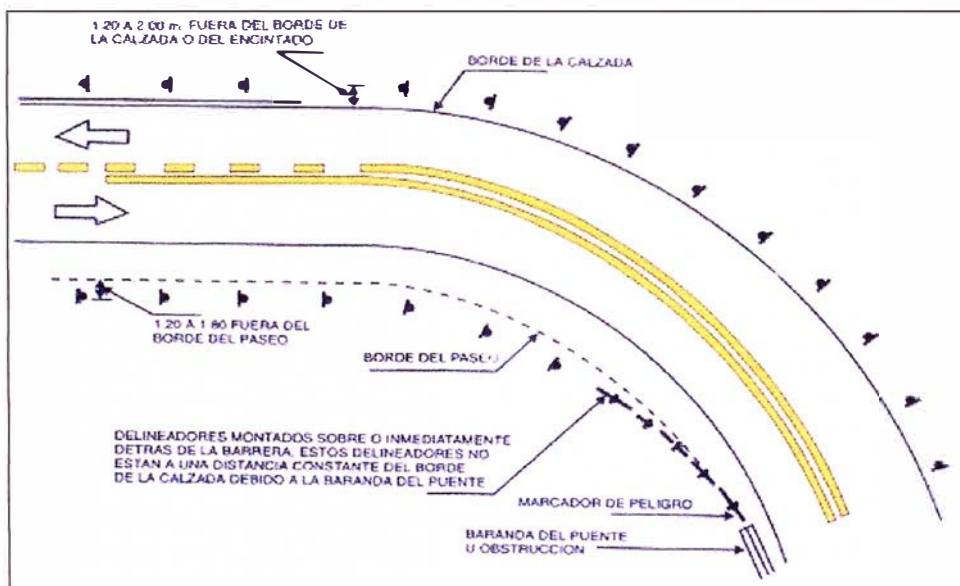 1.20 A 2.00 m. FUERA DEL BORDE DE
LA CALZADA O DEL ENCINTADO
BORDE DE LA CALZADA
1.20 A 1.80 FUERA DEL
BORDE DEL PASEO
BORDE DEL PASEO
DELINEADORES MONTADOS SOBRE O INMEDIATAMENTE
DETRAS DE LA BARRERA. ESTOS DELINEADORES NO
ESTAN A UNA DISTANCIA CONSTANTE DEL BORDE
DE LA CALZADA DEBIDO A LA BARANDA DEL PUENTE
MARCADOR DE PELIGRO
BARANDA DEL PUENTE
U OBSTRUCCION